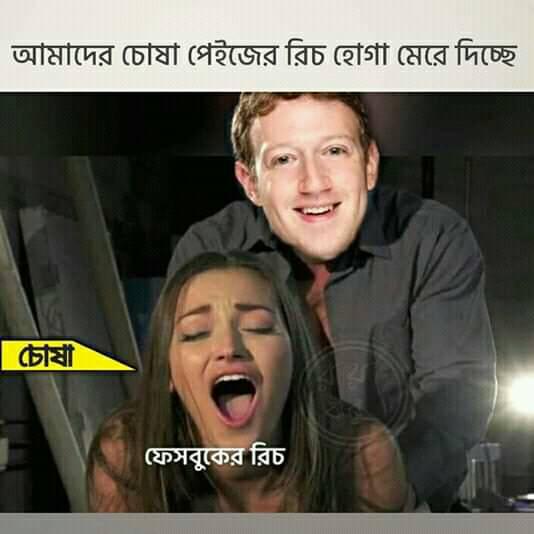 আমাদের চোষা পেইজের রিচ হোগা মেরে দিচ্ছে
চোষা
ফেসবুকের রিচ